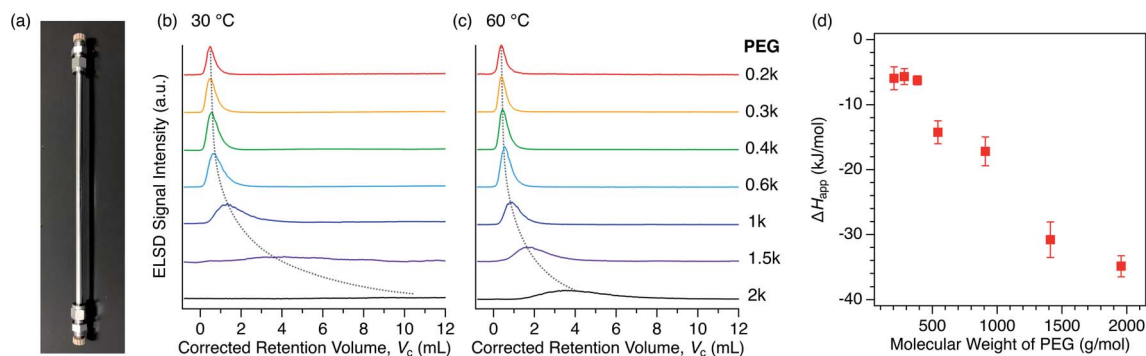 (a)
(b) 30 °C
(c) 60 °C
(d)
PEG
0.2k
0.3k
0.4k
0.6k
1k
1.5k
2k
ELSD Signal Intensity (a.u.)
0 2 4 6 8 10 12
Corrected Retention Volume, Vc (mL)
0 2 4 6 8 10 12
Corrected Retention Volume, Vc (mL)
0
-10
-20
-30
-40
ΔHapp (kJ/mol)
500 1000 1500 2000
Molecular Weight of PEG (g/mol)